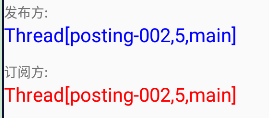 发布方:
Thread[posting-002,5,main]
订阅方:
Thread[posting-002,5,main]